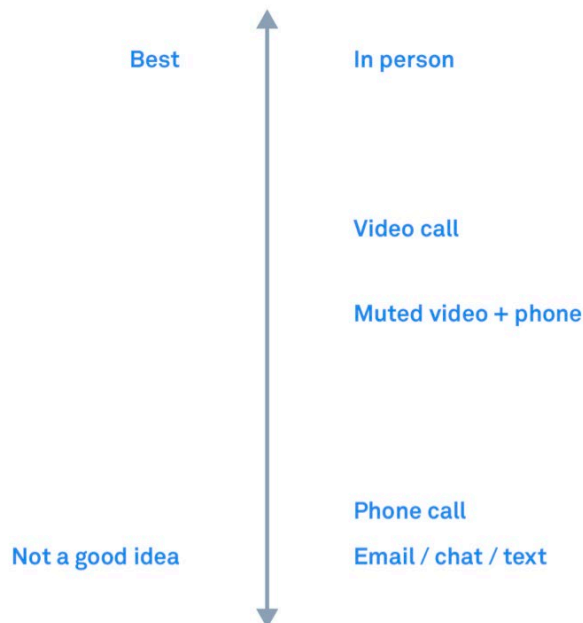 Best
In person
Video call
Muted video + phone
Phone call
Not a good idea
Email / chat / text